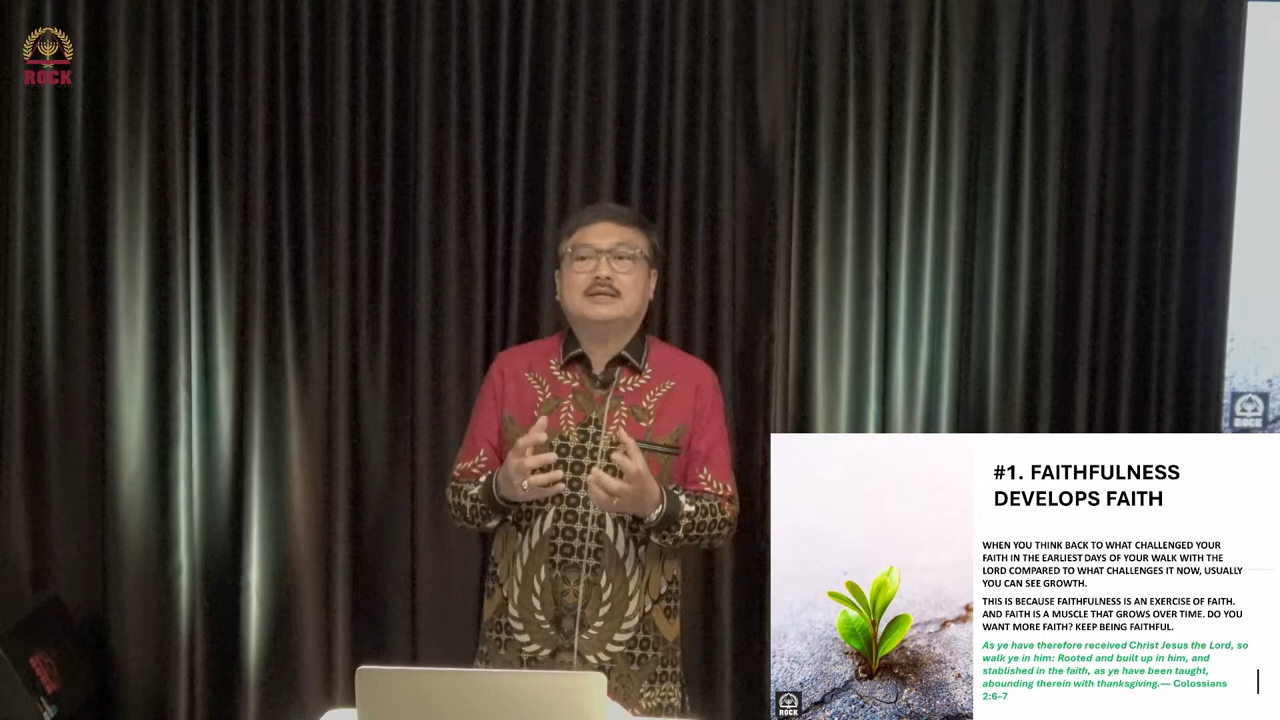 ROCK
ROCK
#1. FAITHFULNESS
DEVELOPS FAITH
WHEN YOU THINK BACK TO WHAT CHALLENGED YOUR
FAITH IN THE EARLIEST DAYS OF YOUR WALK WITH THE
LORD COMPARED TO WHAT CHALLENGES IT NOW, USUALLY
YOU CAN SEE GROWTH.
THIS IS BECAUSE FAITHFULNESS IS AN EXERCISE OF FAITH.
AND FAITH IS A MUSCLE THAT GROWS OVER TIME. DO YOU
WANT MORE FAITH? KEEP BEING FAITHFUL.
As ye have therefore received Christ Jesus the Lord, so
walk ye in him: Rooted and built up in him, and
stablished in the faith, as ye have been taught,
abounding therein with thanksgiving.— Colossians
2:6–7
ROCK